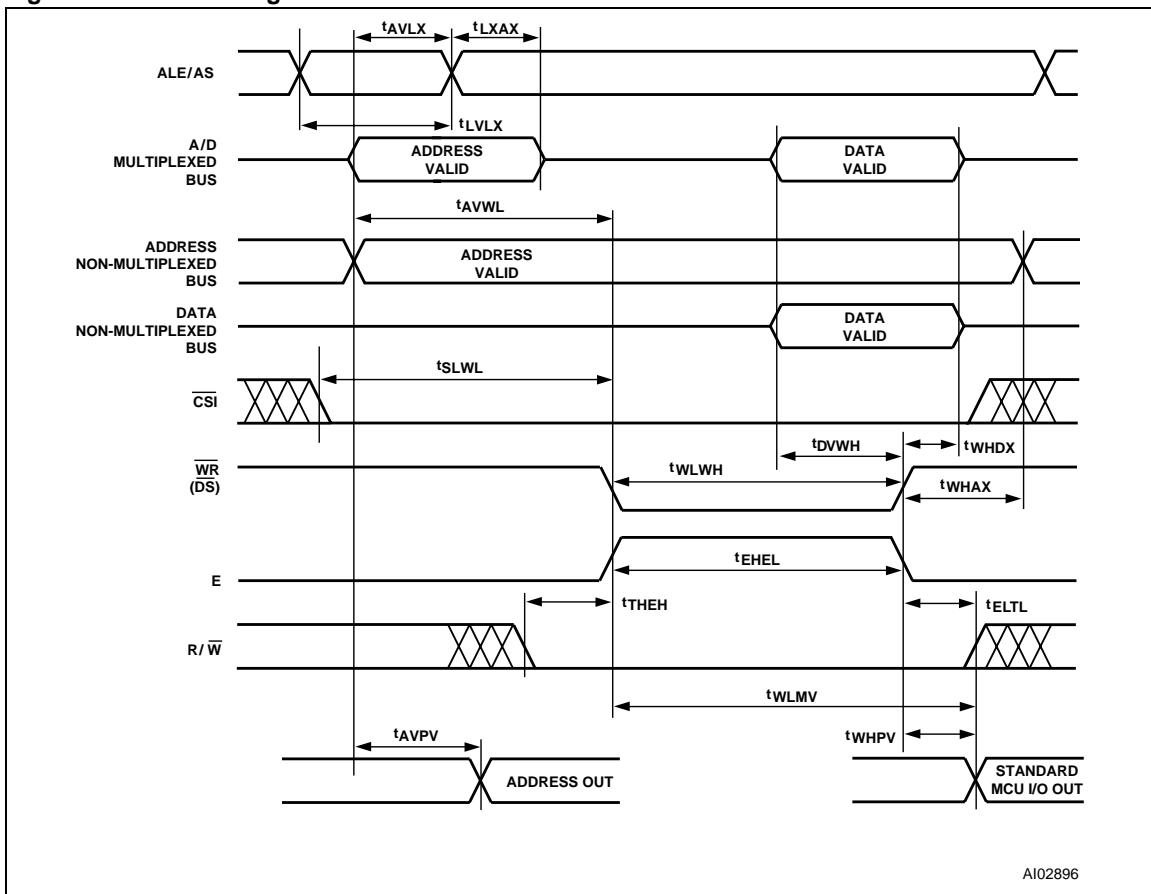 tAVLX
tLXAX
ALE/AS
tLVLX
A/D
MULTIPLEXED
BUS
ADDRESS
VALID
DATA
VALID
tAVWL
ADDRESS
NON-MULTIPLEXED
BUS
ADDRESS
VALID
DATA
NON-MULTIPLEXED
BUS
DATA
VALID
tSLWL
CSI
tDVWH
tWHDX
WR
(DS)
tWLWH
tWHAX
tEHEL
E
tTHEH
tELTL
R/W
tWLMV
tAVPV
tWHPV
ADDRESS OUT
STANDARD
MCU I/O OUT
AI02896